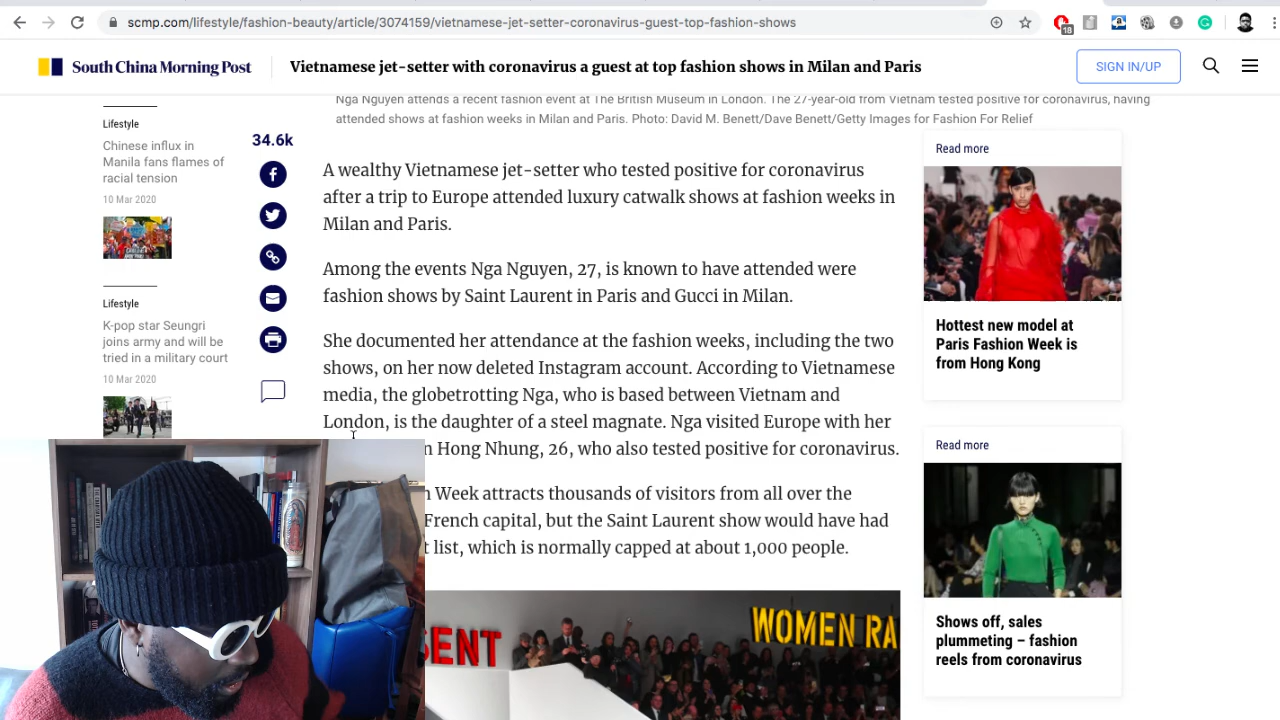 scmp.com/lifestyle/fashion-beauty/article/3074159/vietnamese-jet-setter-coronavirus-guest-top-fashion-shows
18
South China Morning Post
Vietnamese jet-setter with coronavirus a guest at top fashion shows in Milan and Paris
SIGN IN/UP
Nga Nguyen attends a recent fashion event at The British Museum in London. The 27-year-old from Vietnam tested positive for coronavirus, having
attended shows at fashion weeks in Milan and Paris. Photo: David M. Benett/Dave Benett/Getty Images for Fashion For Relief
Lifestyle
Chinese influx in
Manila fans flames of
racial tension
10 Mar 2020
Lifestyle
K-pop star Seungri
joins army and will be
tried in a military court
10 Mar 2020
34.6k
A wealthy Vietnamese jet-setter who tested positive for coronavirus
after a trip to Europe attended luxury catwalk shows at fashion weeks in
Milan and Paris.
Among the events Nga Nguyen, 27, is known to have attended were
fashion shows by Saint Laurent in Paris and Gucci in Milan.
She documented her attendance at the fashion weeks, including the two
shows, on her now deleted Instagram account. According to Vietnamese
media, the globetrotting Nga, who is based between Vietnam and
London, is the daughter of a steel magnate. Nga visited Europe with her
n Hong Nhung, 26, who also tested positive for coronavirus.
Week attracts thousands of visitors from all over the
French capital, but the Saint Laurent show would have had
t list, which is normally capped at about 1,000 people.
SENT
WOMEN RA
Read more
Hottest new model at
Paris Fashion Week is
from Hong Kong
Read more
Shows off, sales
plummeting – fashion
reels from coronavirus